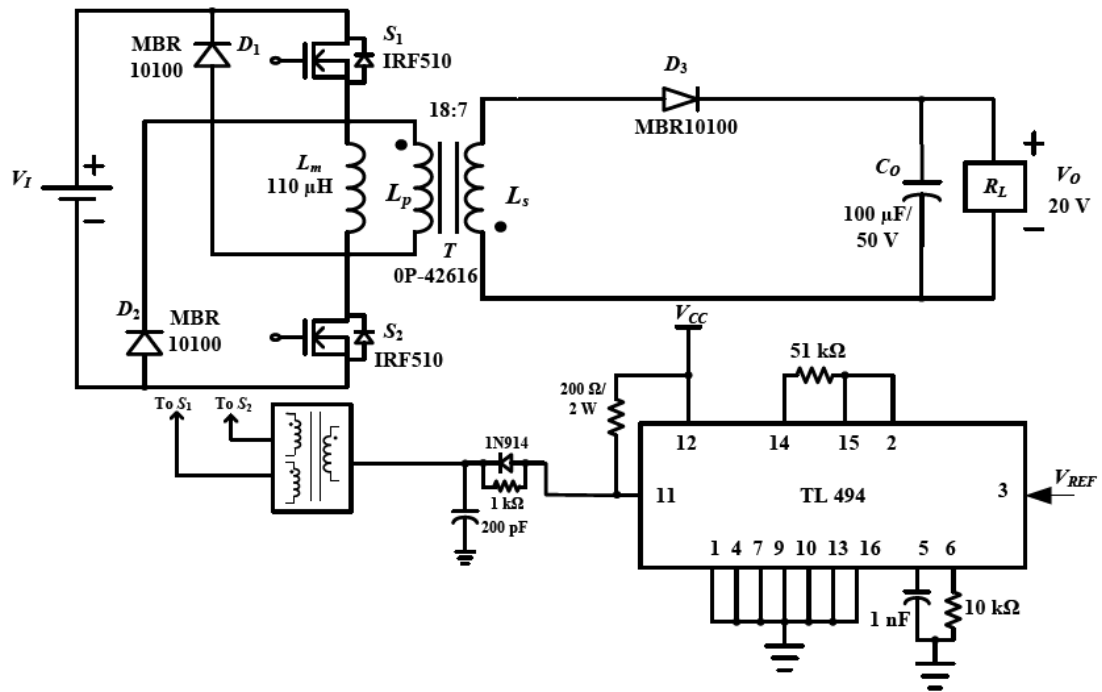 MBR
10100
D1
S1
IRF510
D3
MBR10100
18:7
VI
+
−
Lm
110 µH
Lp
Ls
T
0P-42616
CO
100 µF/
50 V
RL
+
VO
20 V
−
D2
MBR
10100
S2
IRF510
To S1
To S2
VCC
200 Ω/
2 W
51 kΩ
1N914
1 kΩ
200 pF
12
14
15
2
11
TL 494
3
VREF
1
4
7
9
10
13
16
5
6
1 nF
10 kΩ